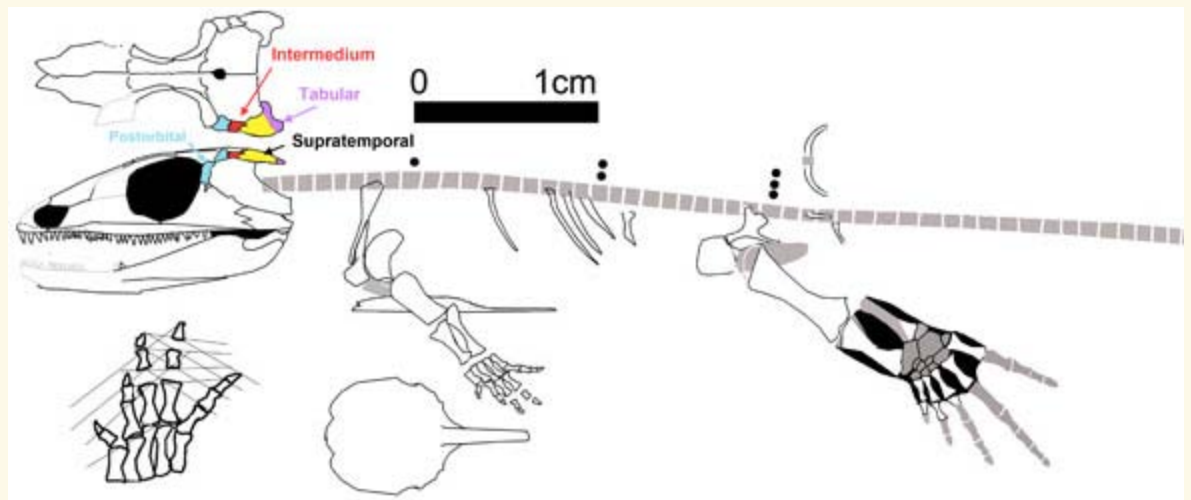 Intermedium
0 1cm
Tabular
Postorbital
Supratemporal